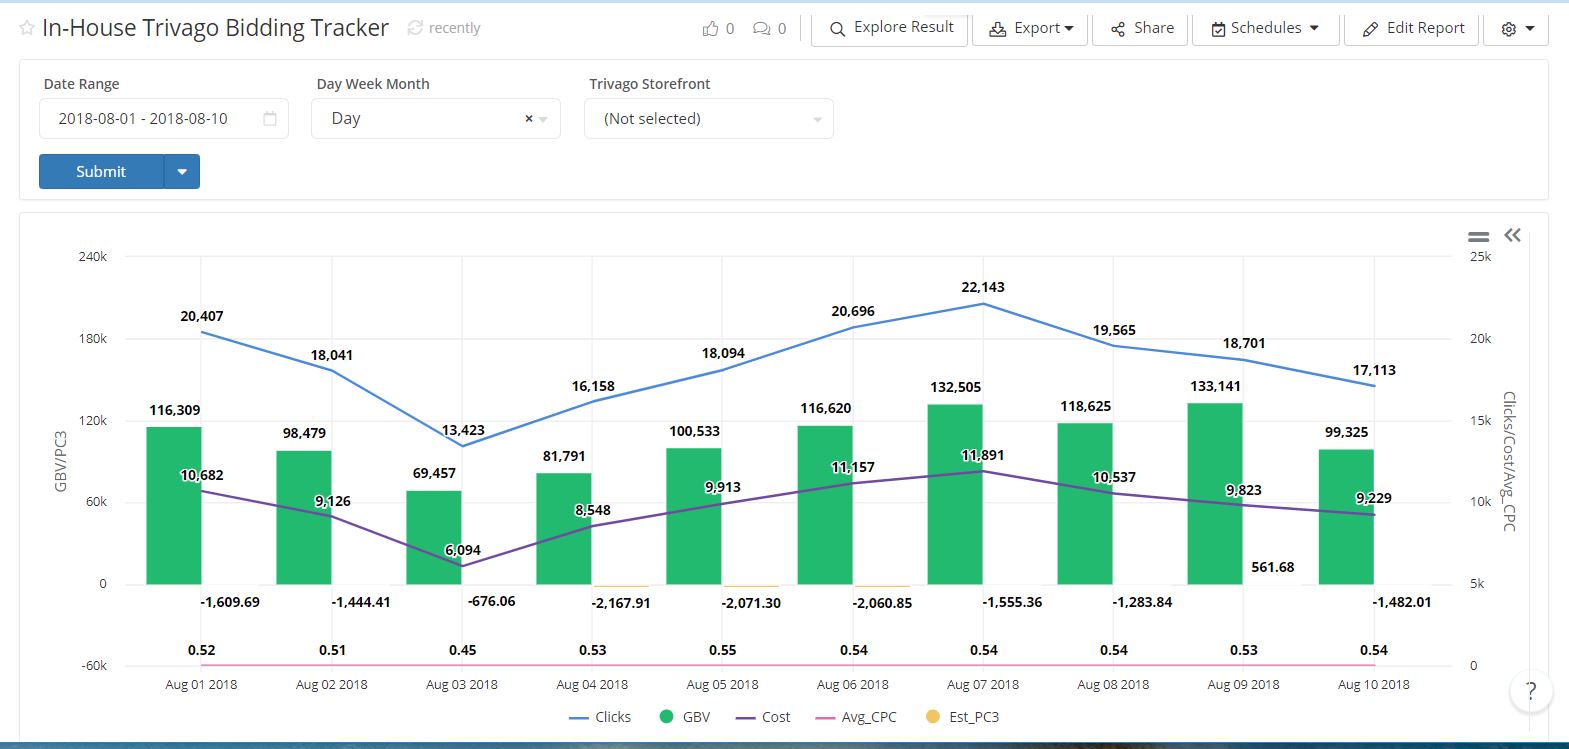 In-House Trivago Bidding Tracker recently 0 0 Explore Result Export Share Schedules Edit Report
Date Range Day Week Month Trivago Storefront
2018-08-01 - 2018-08-10 Day × (Not selected)
Submit
240k 25k
22,143
20,407 20,696
18,041 18,094 19,565 18,701
180k 20k
16,158 17,113
116,309 98,479 13,423 100,533 116,620 132,505 118,625 133,141 99,325
120k 15k
69,457 81,791
10,682 9,126 8,548 9,913 11,157 11,891 10,537 9,823 9,229
60k 10k
6,094
561.68
0 5k
-1,609.69 -1,444.41 -676.06 -2,167.91 -2,071.30 -2,060.85 -1,555.36 -1,283.84 -1,482.01
0.52 0.51 0.45 0.53 0.55 0.54 0.54 0.54 0.53 0.54
-60k 0
GBV/PC3
Clicks/Cost/Avg_CPC
Aug 01 2018 Aug 02 2018 Aug 03 2018 Aug 04 2018 Aug 05 2018 Aug 06 2018 Aug 07 2018 Aug 08 2018 Aug 09 2018 Aug 10 2018
?
Clicks GBV Cost Avg_CPC Est_PC3